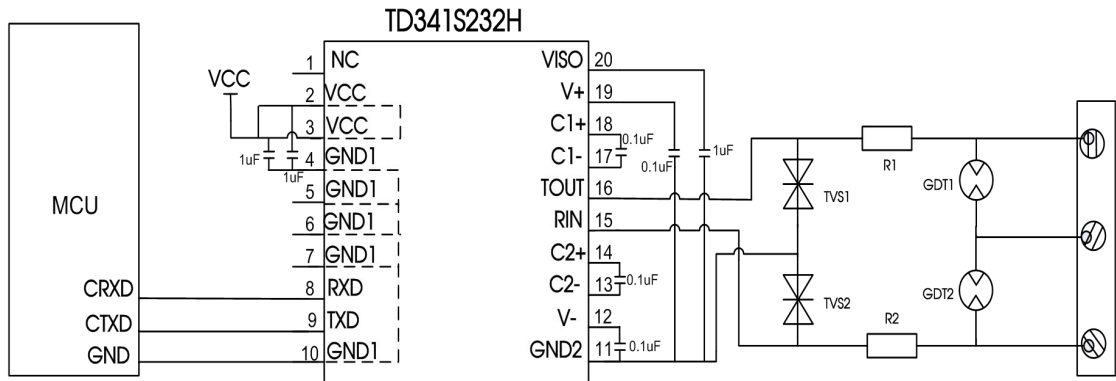 TD341S232H
MCU
CRXD
CTXD
GND
VCC
1uF
1uF
1 NC
2 VCC
3 VCC
4 GND1
5 GND1
6 GND1
7 GND1
8 RXD
9 TXD
10 GND1
VISO 20
V+ 19
C1+ 18
C1- 17
TOUT 16
RIN 15
C2+ 14
C2- 13
V- 12
GND2 11
0.1uF
0.1uF
1uF
0.1uF
0.1uF
TVS1
TVS2
R1
R2
GDT1
GDT2